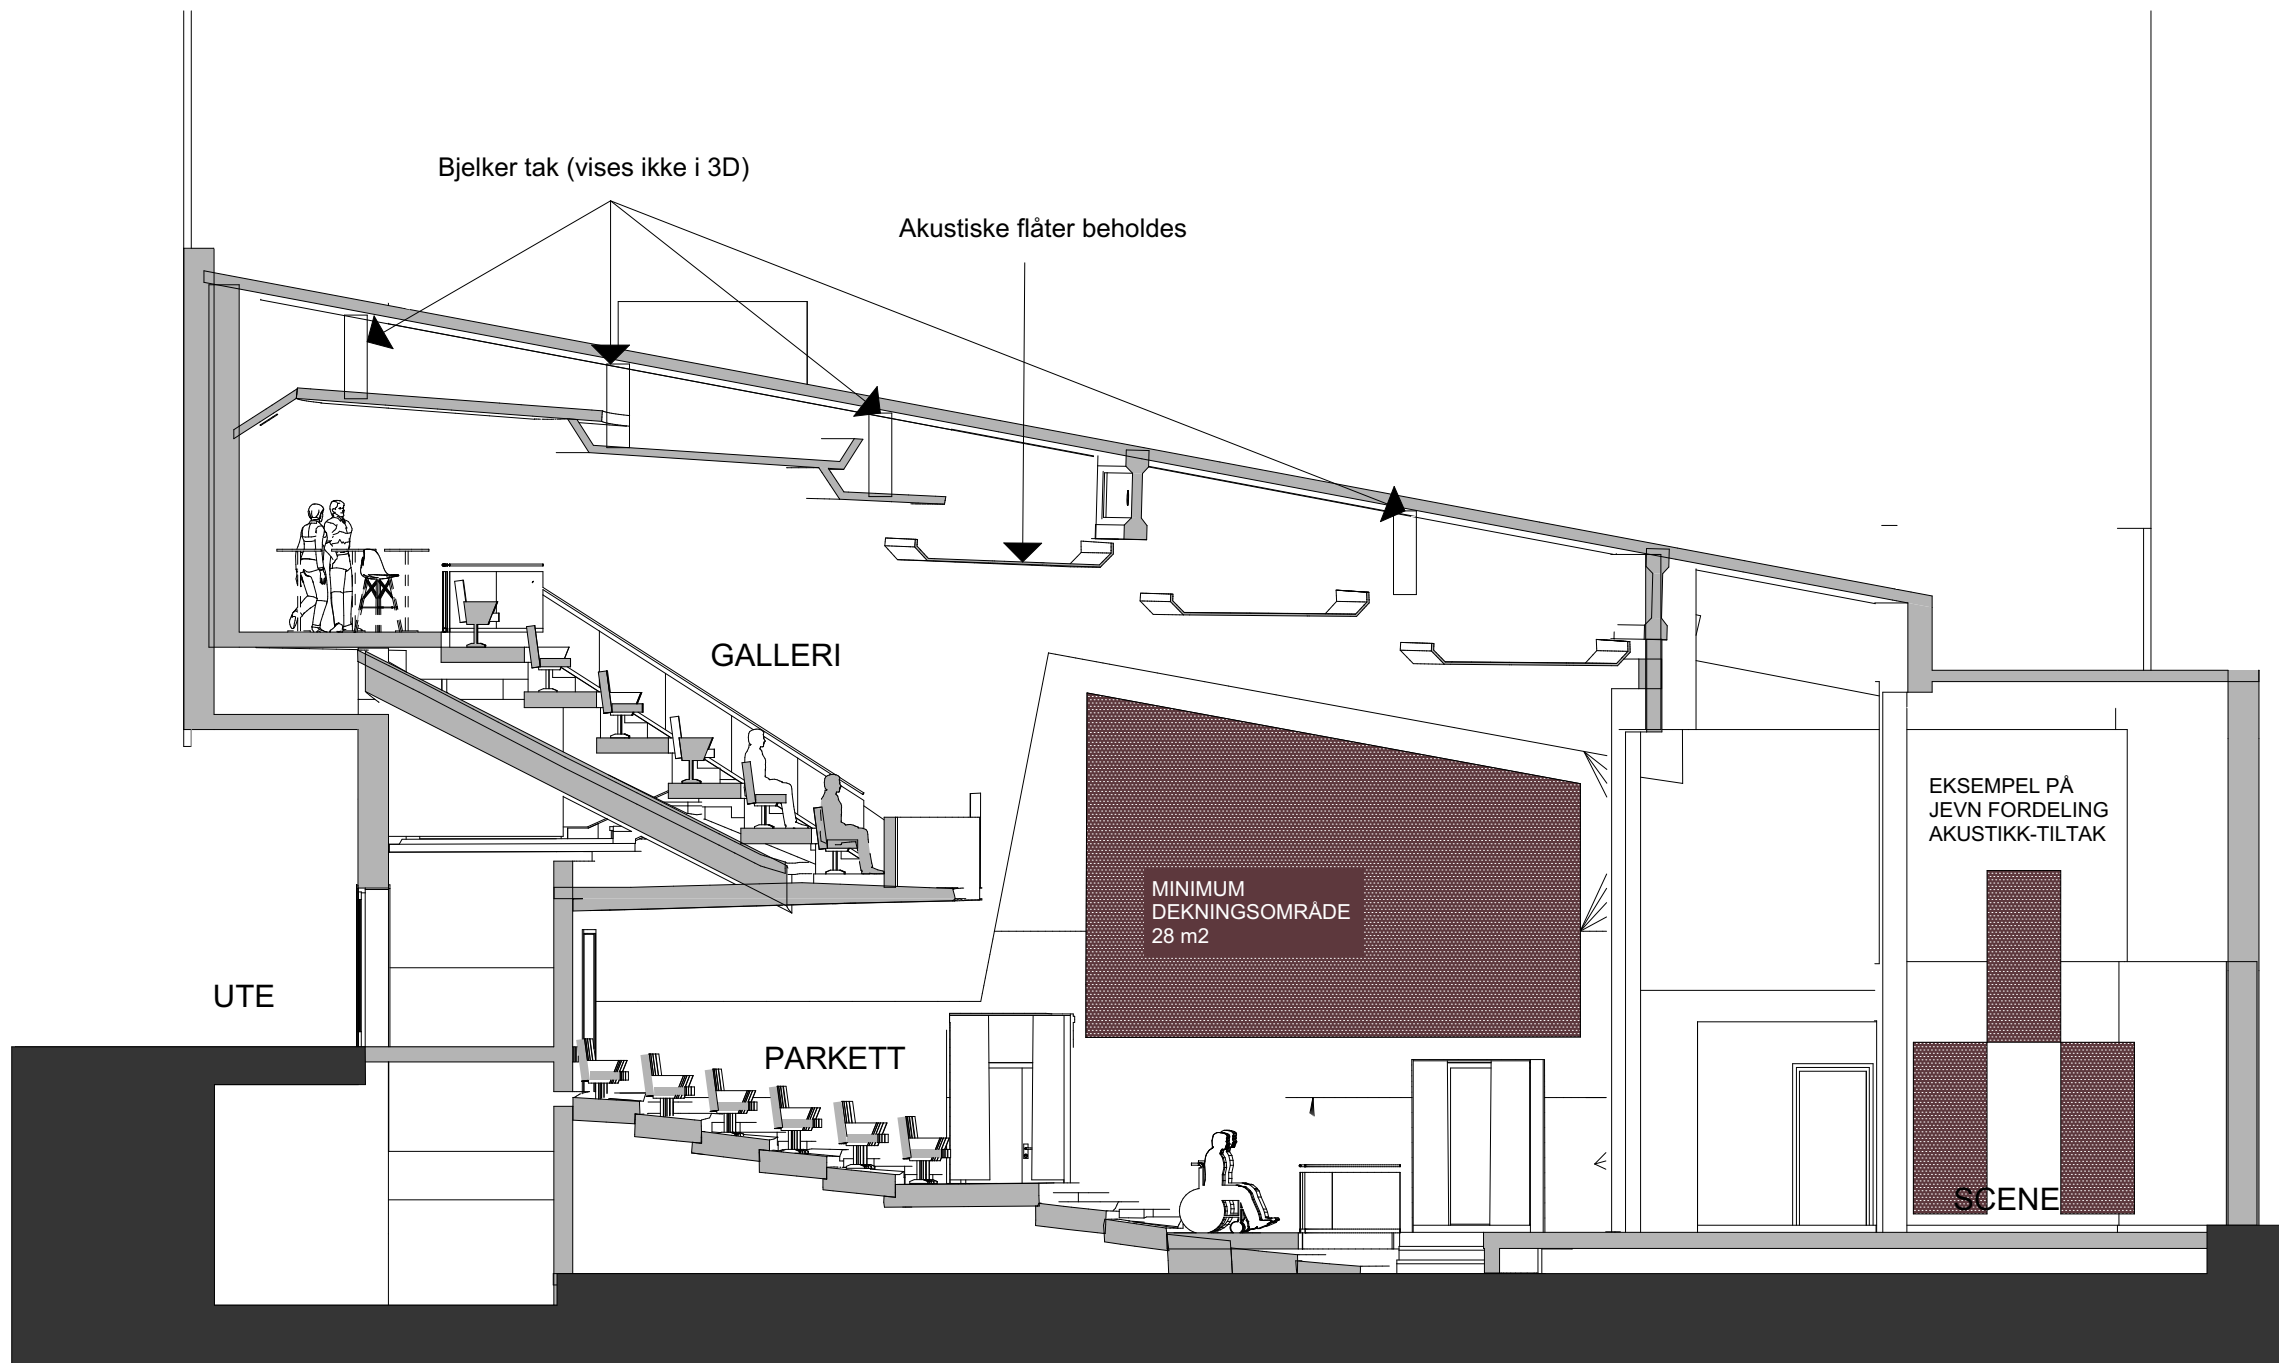 Bjelker tak (vises ikke i 3D)
Akustiske flåter beholdes
GALLERI
EKSEMPEL PÅ
JEVN FORDELING
AKUSTIKK-TILTAK
MINIMUM
DEKNINGSOMRÅDE
28 m2
UTE
PARKETT
SCENE